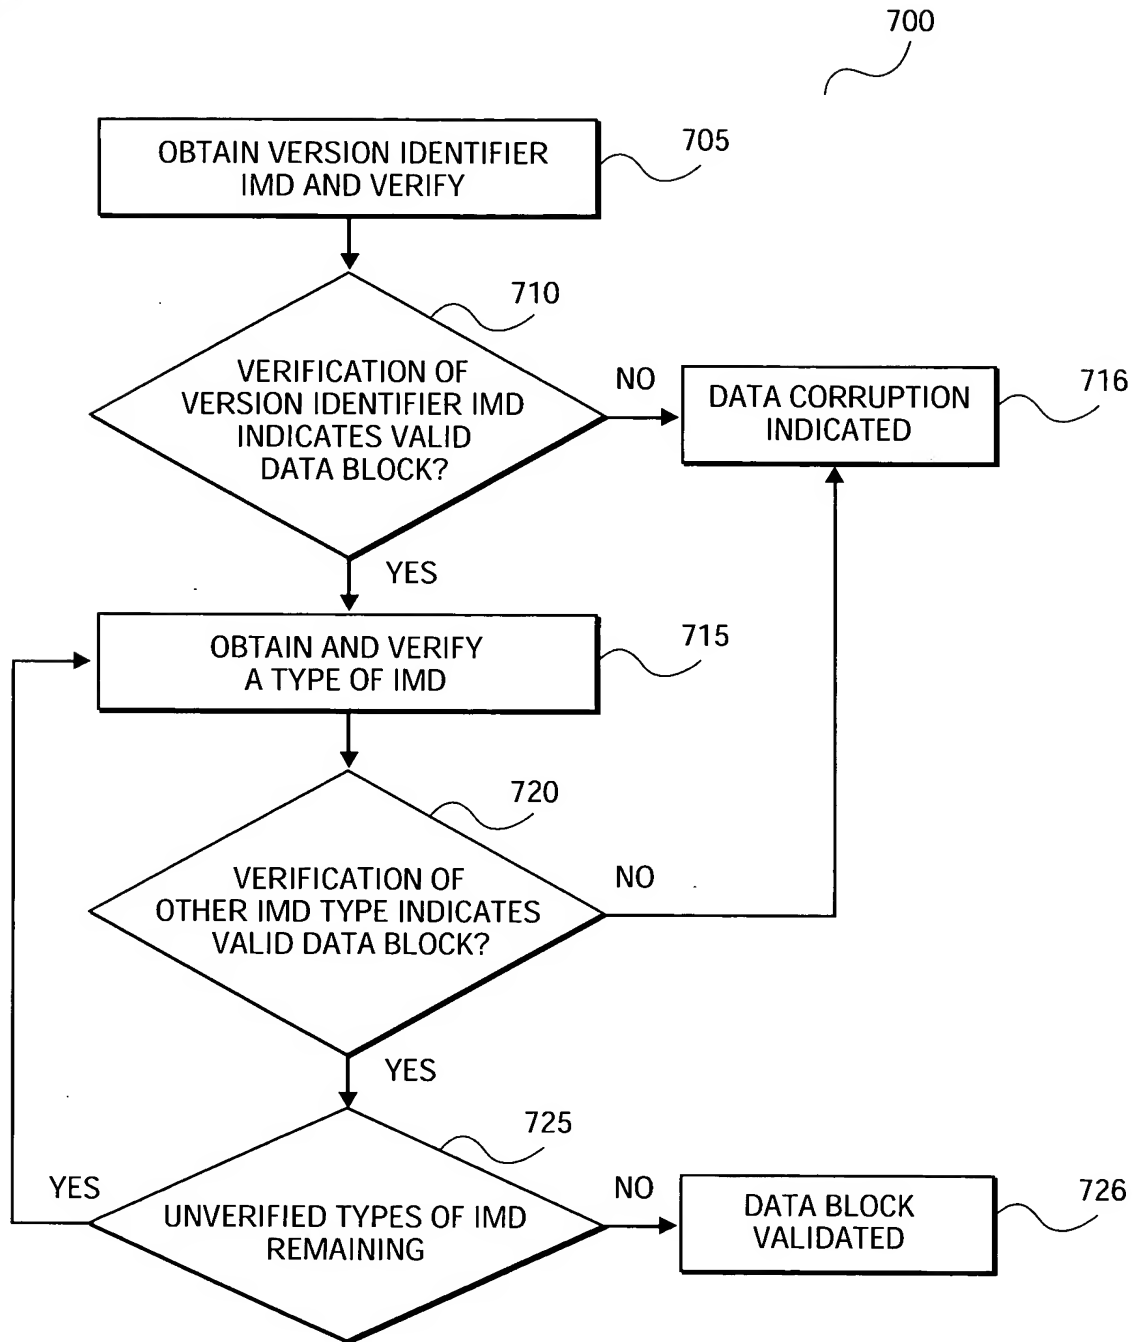 700
OBTAIN VERSION IDENTIFIER
IMD AND VERIFY
705
710
VERIFICATION OF
VERSION IDENTIFIER IMD
INDICATES VALID
DATA BLOCK?
NO
DATA CORRUPTION
INDICATED
716
YES
OBTAIN AND VERIFY
A TYPE OF IMD
715
720
VERIFICATION OF
OTHER IMD TYPE INDICATES
VALID DATA BLOCK?
NO
YES
725
YES
UNVERIFIED TYPES OF IMD
REMAINING
NO
DATA BLOCK
VALIDATED
726